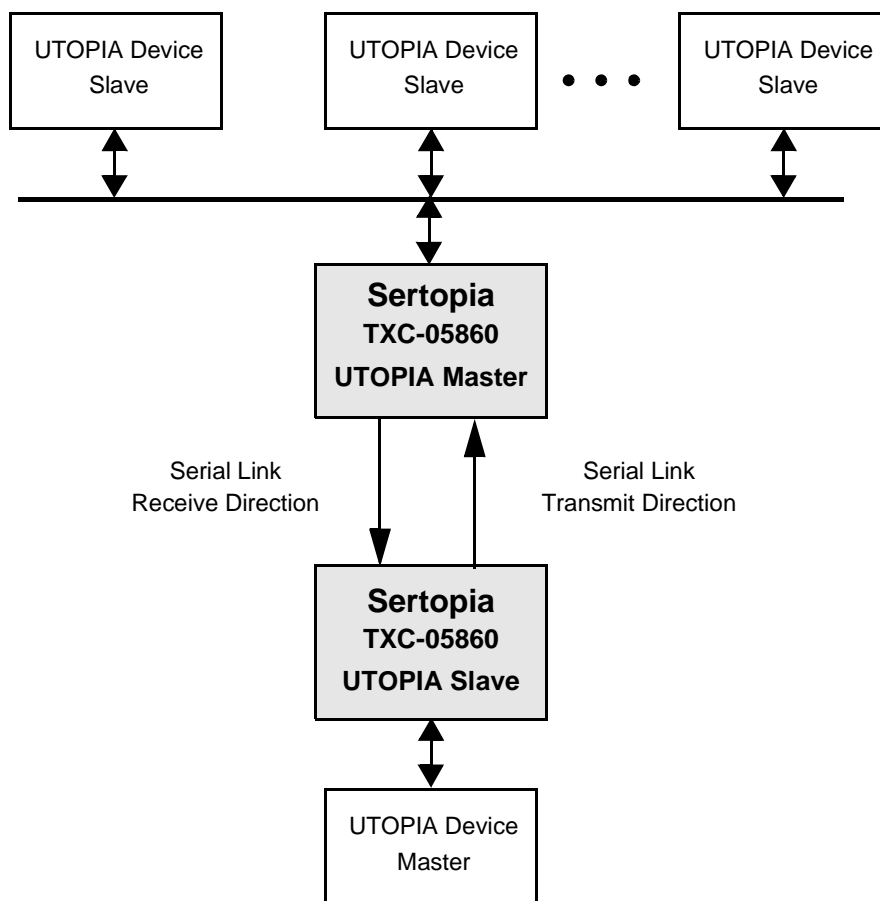 UTOPIA Device
Slave
UTOPIA Device
Slave
UTOPIA Device
Slave
Sertopia
TXC-05860
UTOPIA Master
Serial Link
Receive Direction
Serial Link
Transmit Direction
Sertopia
TXC-05860
UTOPIA Slave
UTOPIA Device
Master